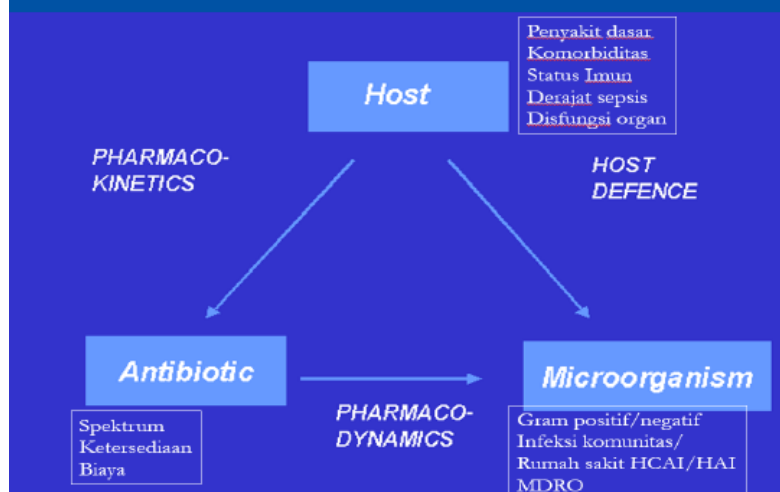 Penyakit dasar
Komorbiditas
Status Imun
Derajat sepsis
Disfungsi organ
Host
PHARMACO-
KINETICS
HOST
DEFENCE
Antibiotic
Microorganism
PHARMACO-
DYNAMICS
Spektrum
Ketersediaan
Biaya
Gram positif/negatif
Infeksi komunitas/
Rumah sakit HCAI/HAI
MDRO